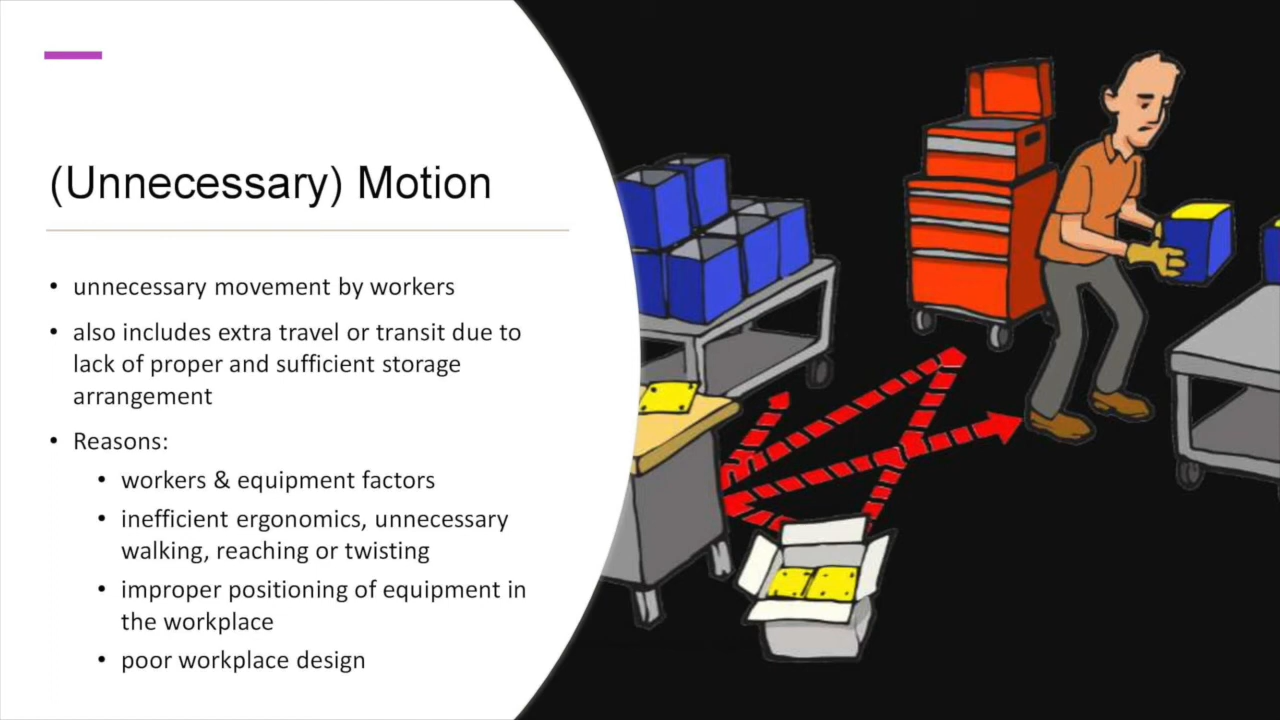 (Unnecessary) Motion
• unnecessary movement by workers
• also includes extra travel or transit due to
lack of proper and sufficient storage
arrangement
• Reasons:
• workers & equipment factors
• inefficient ergonomics, unnecessary
walking, reaching or twisting
• improper positioning of equipment in
the workplace
• poor workplace design